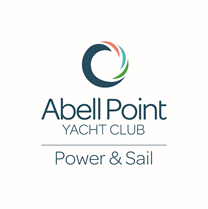 Abell Point
YACHT CLUB
Power & Sail